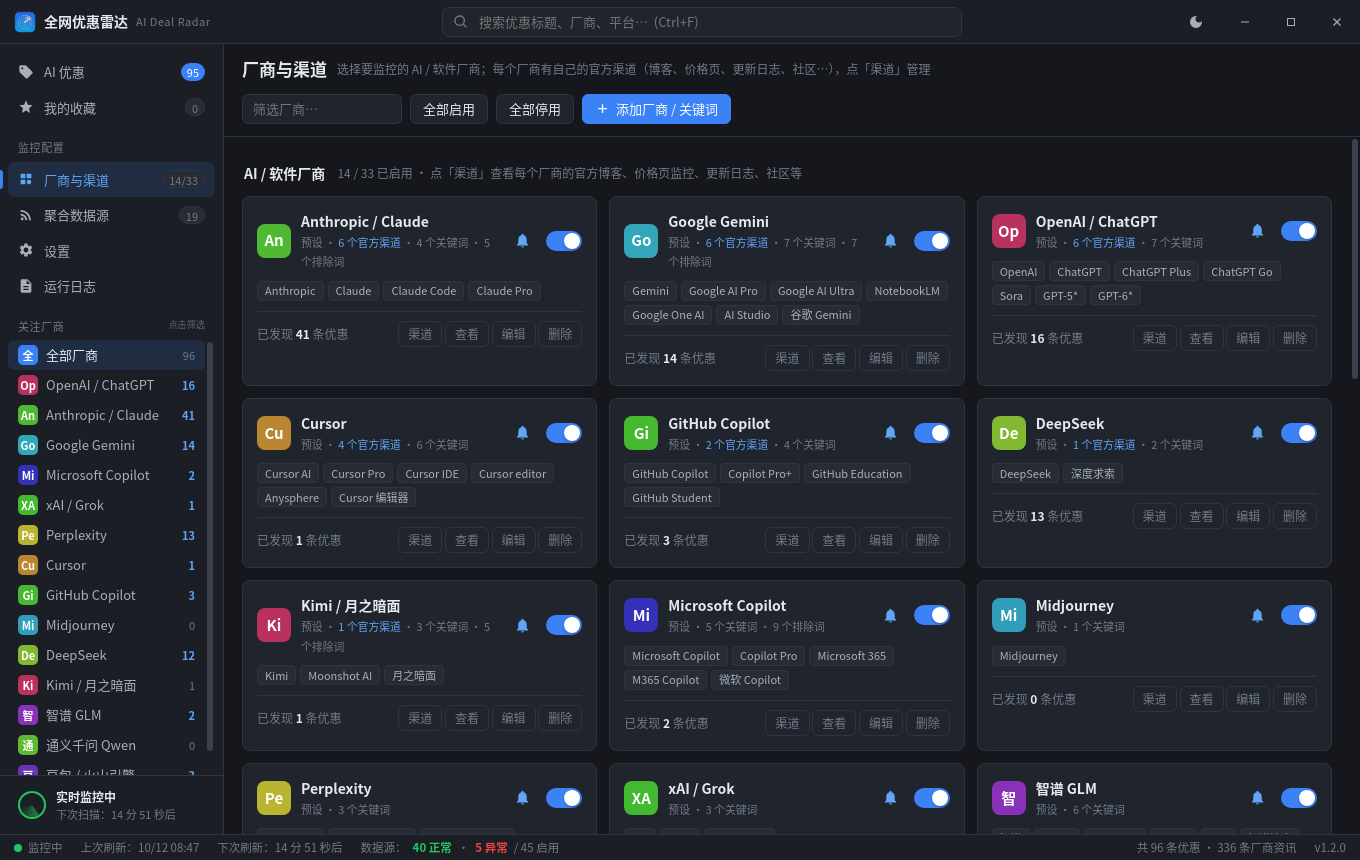 全网优惠雷达 AI Deal Radar
搜索优惠标题、厂商、平台… (Ctrl+F)
AI 优惠 95
我的收藏 0
监控配置
厂商与渠道 14/33
聚合数据源 19
设置
运行日志
关注厂商 点击筛选
全 全部厂商 96
Op OpenAI / ChatGPT 16
An Anthropic / Claude 41
Go Google Gemini 14
Mi Microsoft Copilot 2
XA xAI / Grok 1
Pe Perplexity 13
Cu Cursor 1
Gi GitHub Copilot 3
Mi Midjourney 0
De DeepSeek 12
Ki Kimi / 月之暗面 1
智 智谱 GLM 2
通 通义千问 Qwen 0
实时监控中
下次扫描：14 分 51 秒后
厂商与渠道 选择要监控的 AI / 软件厂商；每个厂商有自己的官方渠道（博客、价格页、更新日志、社区…），点「渠道」管理
筛选厂商… 全部启用 全部停用 + 添加厂商 / 关键词
AI / 软件厂商 14 / 33 已启用 · 点「渠道」查看每个厂商的官方博客、价格页监控、更新日志、社区等
An Anthropic / Claude
预设 · 6 个官方渠道 · 4 个关键词 · 5
个排除词
Anthropic Claude Claude Code Claude Pro
已发现 41 条优惠 渠道 查看 编辑 删除
Go Google Gemini
预设 · 6 个官方渠道 · 7 个关键词 · 7
个排除词
Gemini Google AI Pro Google AI Ultra NotebookLM
Google One AI AI Studio 谷歌 Gemini
已发现 14 条优惠 渠道 查看 编辑 删除
Op OpenAI / ChatGPT
预设 · 6 个官方渠道 · 7 个关键词
OpenAI ChatGPT ChatGPT Plus ChatGPT Go
Sora GPT-5* GPT-6*
已发现 16 条优惠 渠道 查看 编辑 删除
Cu Cursor
预设 · 4 个官方渠道 · 6 个关键词
Cursor AI Cursor Pro Cursor IDE Cursor editor
Anysphere Cursor 编辑器
已发现 1 条优惠 渠道 查看 编辑 删除
Gi GitHub Copilot
预设 · 2 个官方渠道 · 4 个关键词
GitHub Copilot Copilot Pro+ GitHub Education
GitHub Student
已发现 3 条优惠 渠道 查看 编辑 删除
De DeepSeek
预设 · 1 个官方渠道 · 2 个关键词
DeepSeek 深度求索
已发现 13 条优惠 渠道 查看 编辑 删除
Ki Kimi / 月之暗面
预设 · 1 个官方渠道 · 3 个关键词 · 5
个排除词
Kimi Moonshot AI 月之暗面
已发现 1 条优惠 渠道 查看 编辑 删除
Mi Microsoft Copilot
预设 · 5 个关键词 · 9 个排除词
Microsoft Copilot Copilot Pro Microsoft 365
M365 Copilot 微软 Copilot
已发现 2 条优惠 渠道 查看 编辑 删除
Mi Midjourney
预设 · 1 个关键词
Midjourney
已发现 0 条优惠 渠道 查看 编辑 删除
Pe Perplexity
预设 · 3 个关键词
XA xAI / Grok
预设 · 3 个关键词
智 智谱 GLM
预设 · 6 个关键词
监控中 上次刷新：10/12 08:47 下次刷新：14 分 51 秒后 数据源： 40 正常 · 5 异常 / 45 启用 共 96 条优惠 · 336 条厂商资讯 v1.2.0